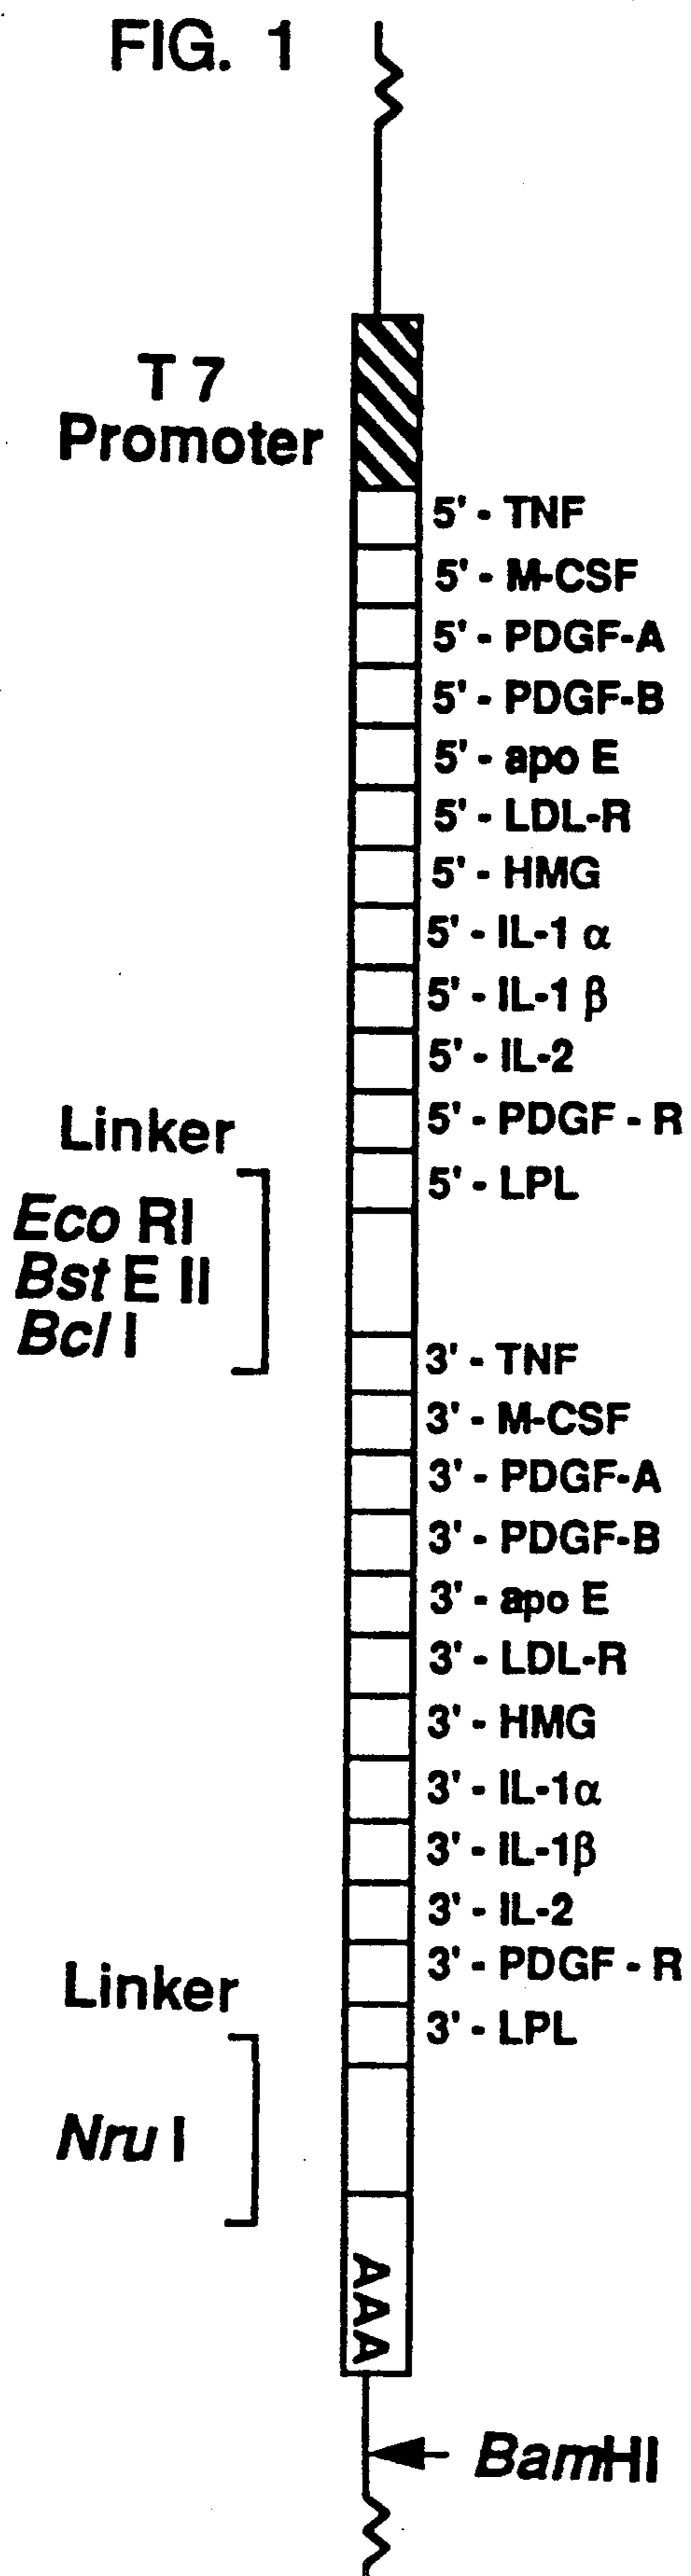 FIG. 1
T 7
Promoter
5' - TNF
5' - M-CSF
5' - PDGF-A
5' - PDGF-B
5' - apo E
5' - LDL-R
5' - HMG
5' - IL-1 α
5' - IL-1 β
5' - IL-2
5' - PDGF - R
5' - LPL
Linker
Eco RI
Bst E II
Bcl I
3' - TNF
3' - M-CSF
3' - PDGF-A
3' - PDGF-B
3' - apo E
3' - LDL-R
3' - HMG
3' - IL-1α
3' - IL-1β
3' - IL-2
3' - PDGF - R
3' - LPL
Linker
Nru I
AAA
BamHI